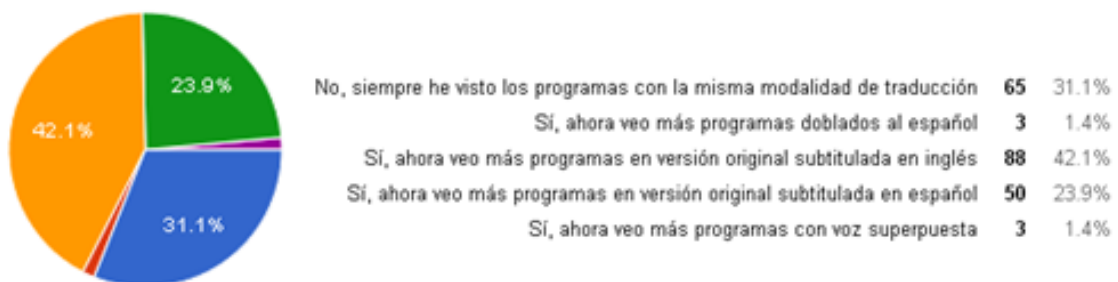 23.9%
42.1%
31.1%
No, siempre he visto los programas con la misma modalidad de traducción 65 31.1%
Sí, ahora veo más programas doblados al español 3 1.4%
Sí, ahora veo más programas en versión original subtitulada en inglés 88 42.1%
Sí, ahora veo más programas en versión original subtitulada en español 50 23.9%
Sí, ahora veo más programas con voz superpuesta 3 1.4%